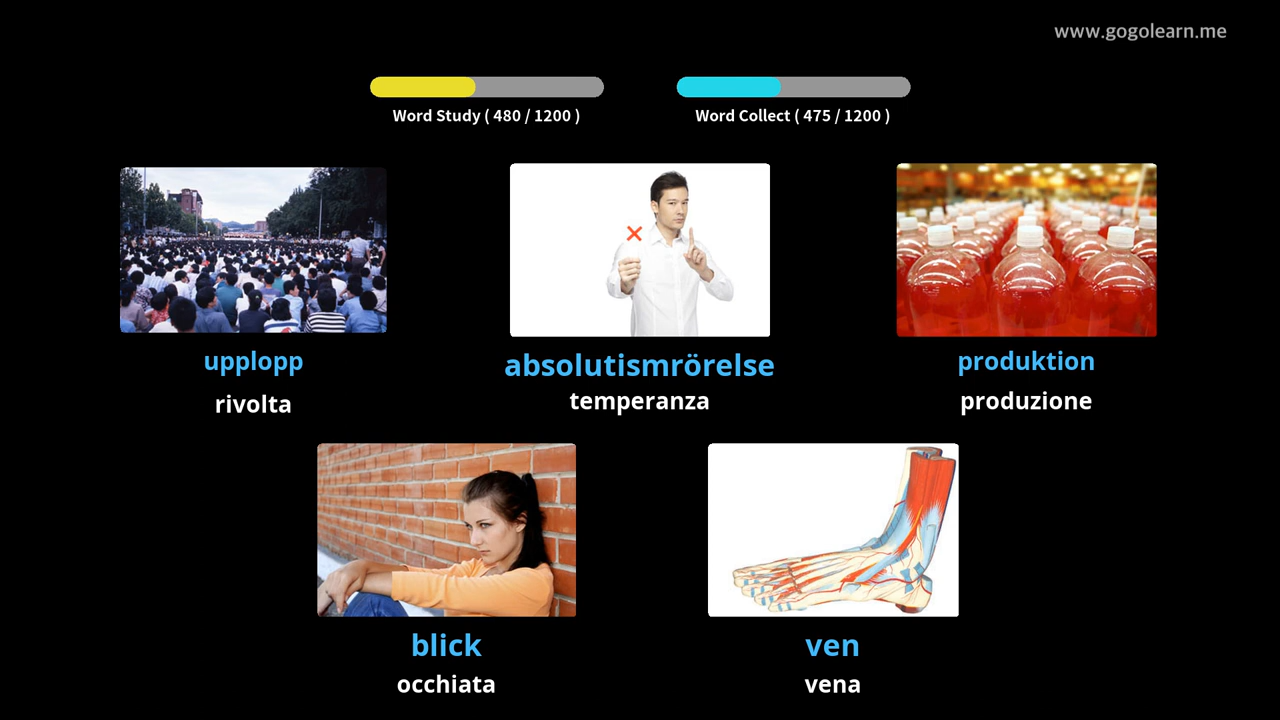 www.gogolearn.me
Word Study ( 480 / 1200 )
Word Collect ( 475 / 1200 )
upplopp
rivolta
absolutismrörelse
temperanza
produktion
produzione
blick
occhiata
ven
vena